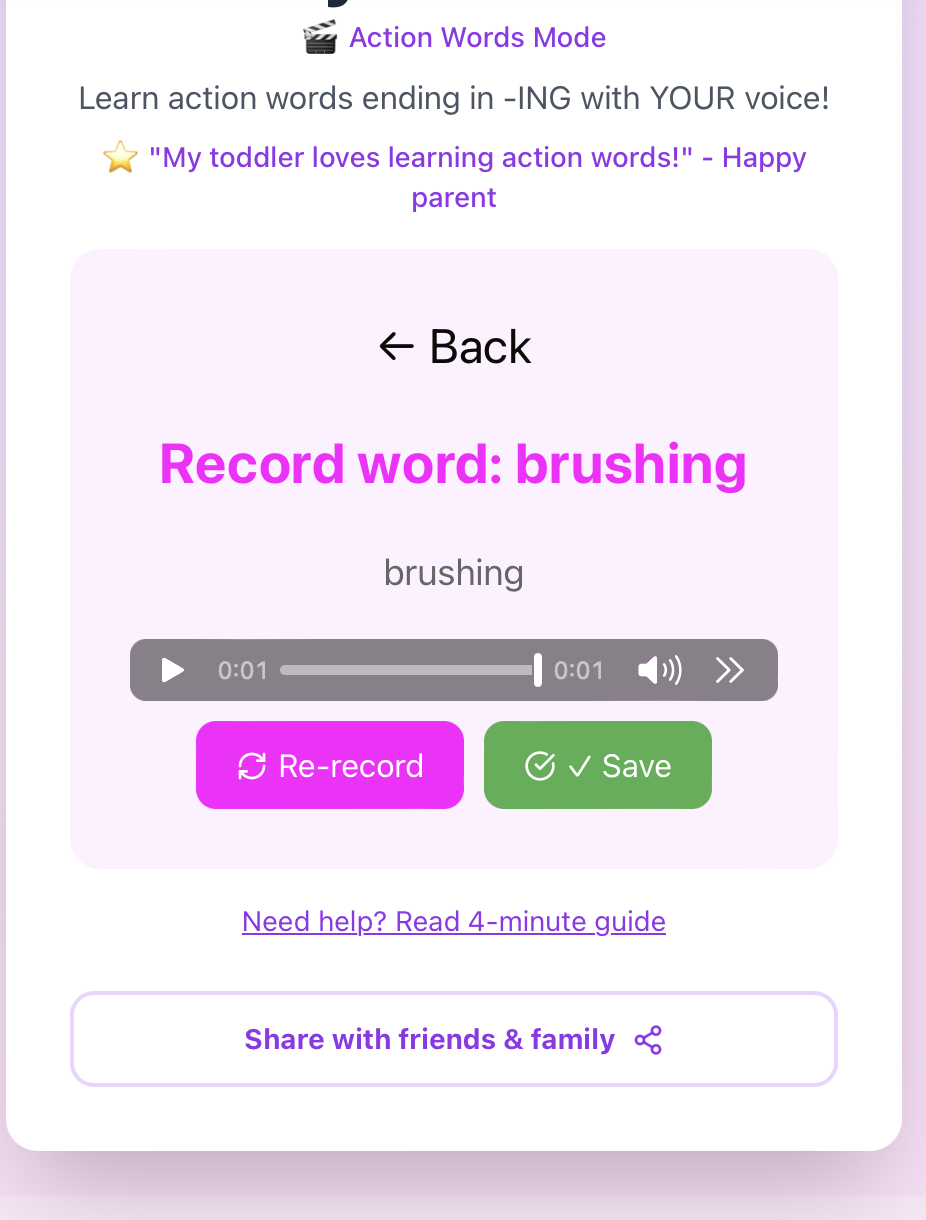 🎬 Action Words Mode
Learn action words ending in -ING with YOUR voice!
⭐ "My toddler loves learning action words!" - Happy
parent
← Back
Record word: brushing
brushing
0:01 0:01
Re-record ✓ Save
Need help? Read 4-minute guide
Share with friends & family